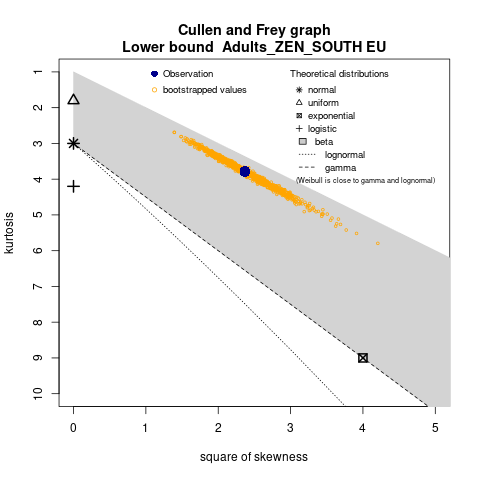 Cullen and Frey graph
Lower bound  Adults_ZEN_SOUTH EU
Observation
bootstrapped values
Theoretical distributions
normal
uniform
exponential
logistic
beta
lognormal
gamma
(Weibull is close to gamma and lognormal)
kurtosis
1
2
3
4
5
6
7
8
9
10
0 1 2 3 4 5
square of skewness